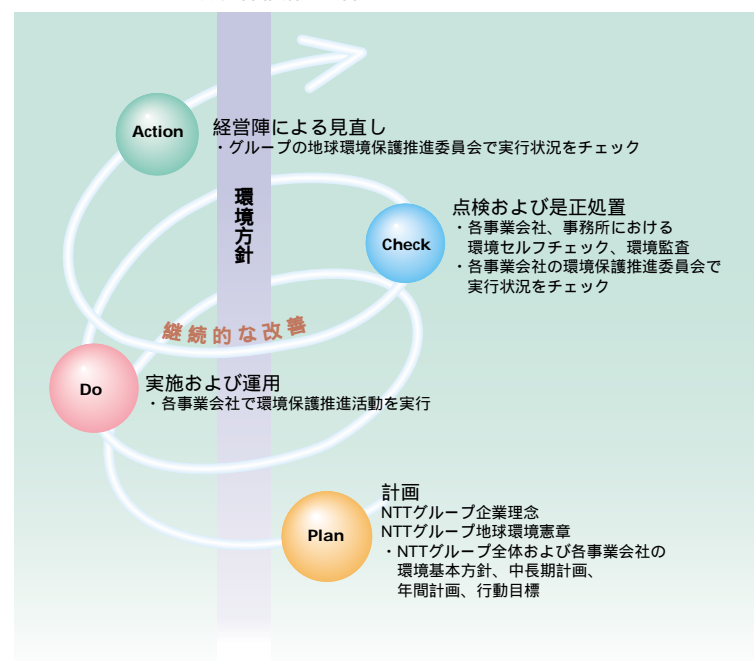 Action
経営陣による見直し
・グループの地球環境保護推進委員会で実行状況をチェック
環境方針
Check
点検および是正処置
・各事業会社、事務所における
環境セルフチェック、環境監査
・各事業会社の環境保護推進委員会で
実行状況をチェック
継続的な改善
Do
実施および運用
・各事業会社で環境保護推進活動を実行
Plan
計画
NTTグループ企業理念
NTTグループ地球環境憲章
・NTTグループ全体および各事業会社の
環境基本方針、中長期計画、
年間計画、行動目標